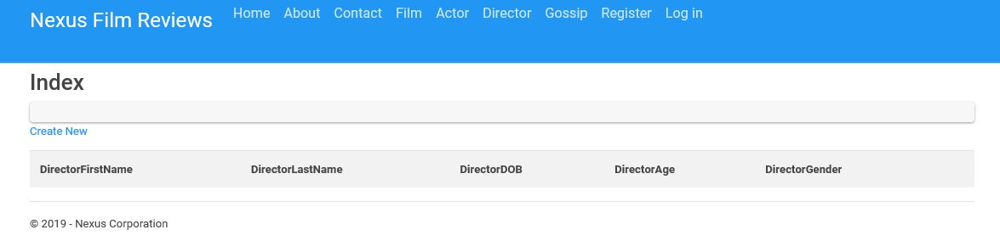 Nexus Film Reviews Home About Contact Film Actor Director Gossip Register Log in
Index
Create New
DirectorFirstName DirectorLastName DirectorDOB DirectorAge DirectorGender
© 2019 - Nexus Corporation